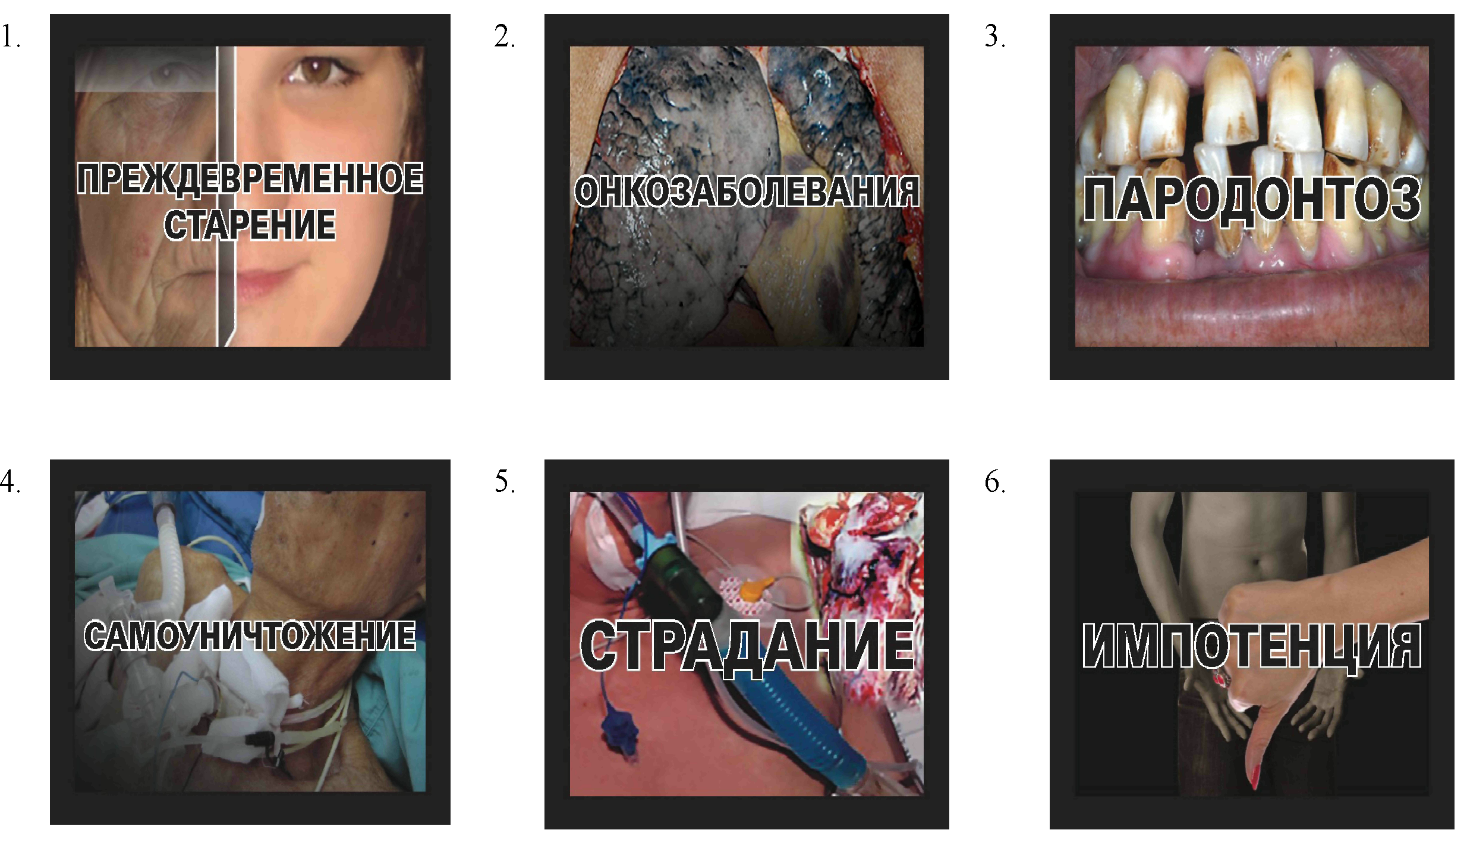 1.
ПРЕЖДЕВРЕМЕННОЕ
СТАРЕНИЕ
2.
ОНКОЗАБОЛЕВАНИЯ
3.
ПАРОДОНТОЗ
4.
САМОУНИЧТОЖЕНИЕ
5.
СТРАДАНИЕ
6.
ИМПОТЕНЦИЯ